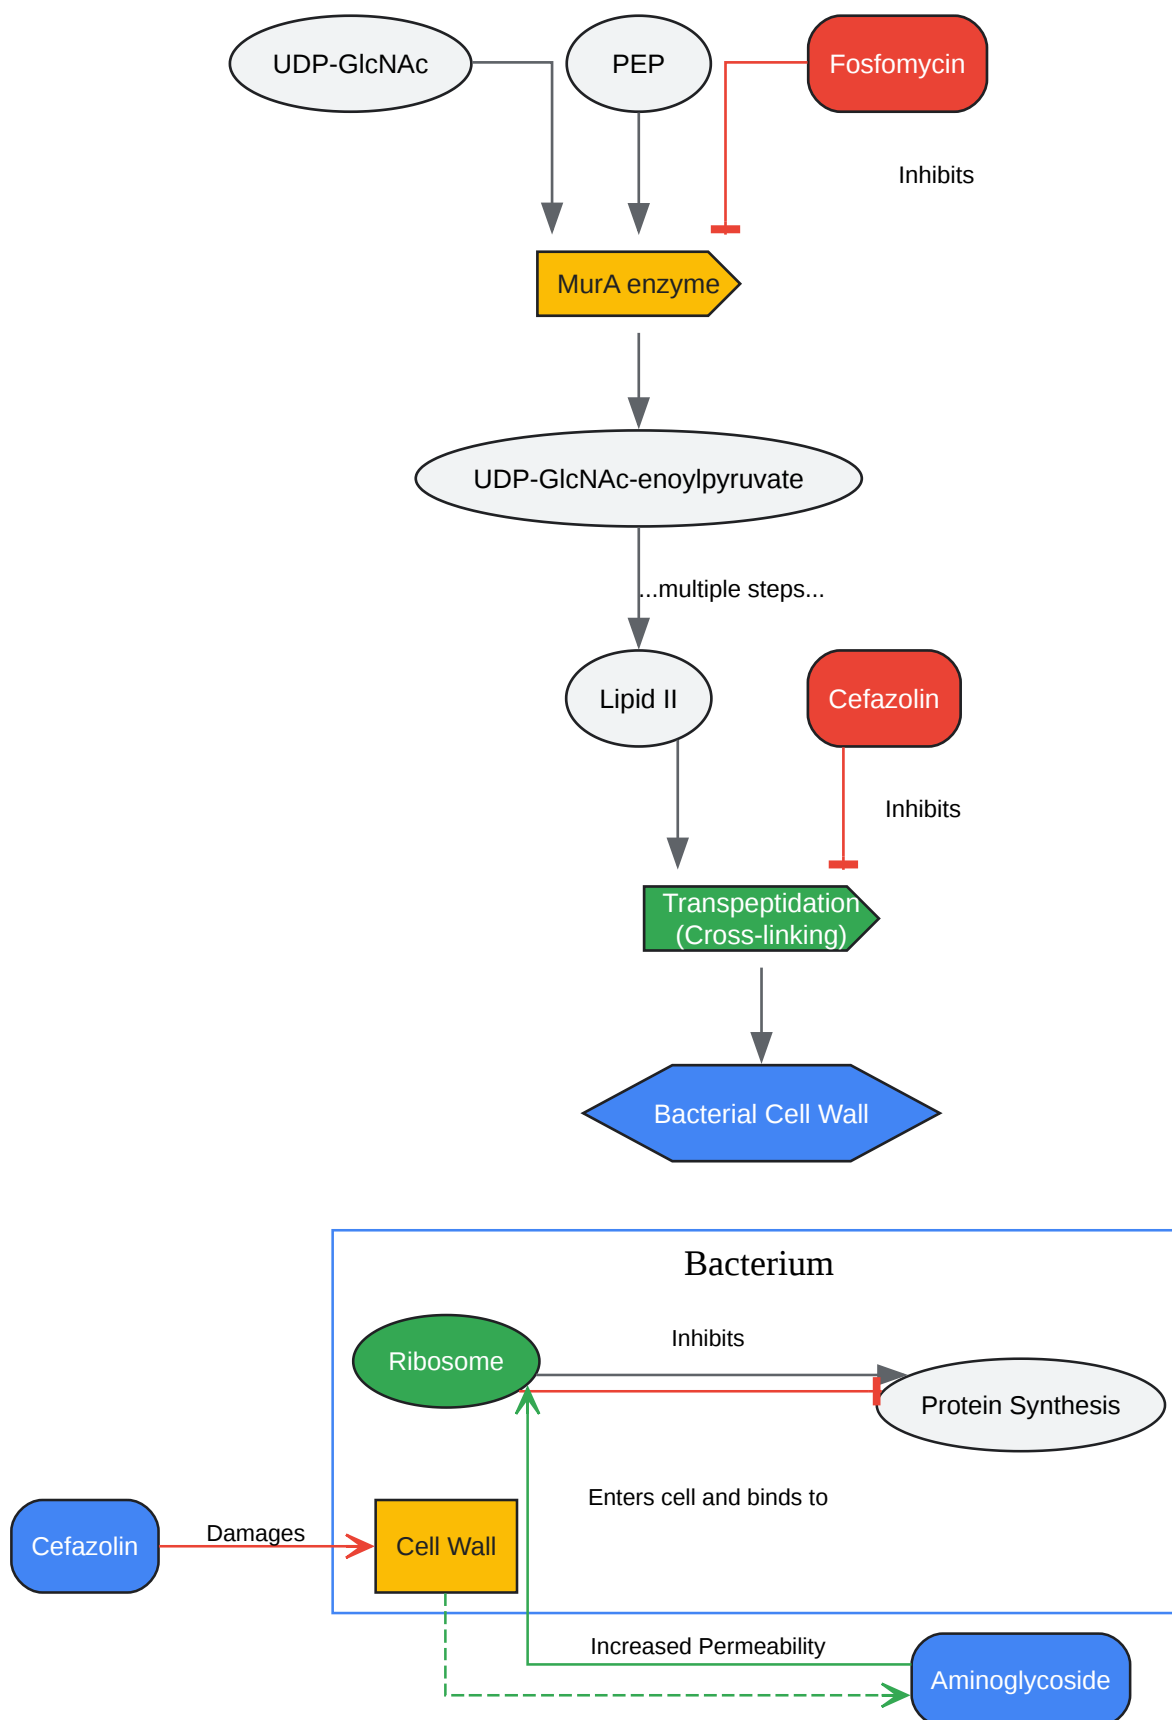 UDP-GlcNAc
PEP
Fosfomycin
Inhibits
MurA enzyme
UDP-GlcNAc-enoylpyruvate
...multiple steps...
Lipid II
Cefazolin
Inhibits
Transpeptidation
(Cross-linking)
Bacterial Cell Wall
Bacterium
Inhibits
Ribosome
Protein Synthesis
Enters cell and binds to
Cefazolin
Damages
Cell Wall
Increased Permeability
Aminoglycoside